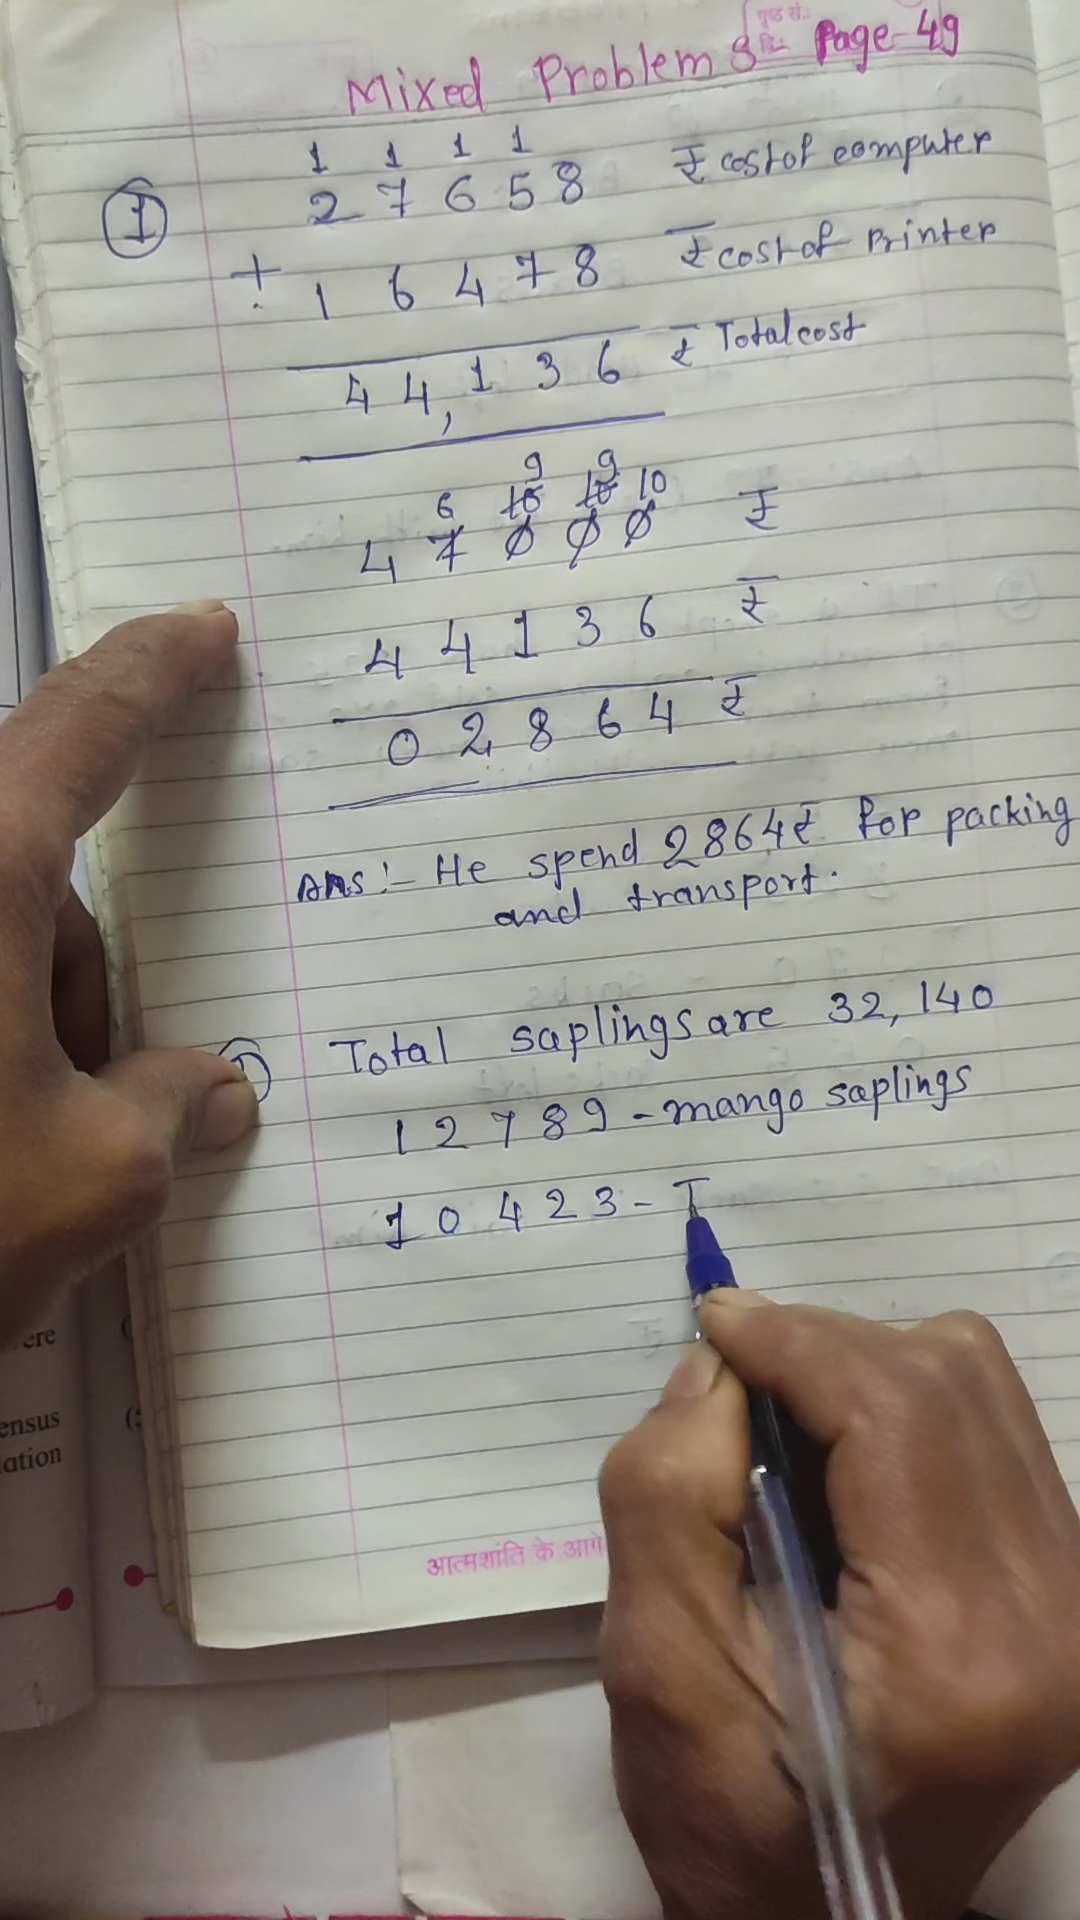 पृष्ठ सं.:
Mixed Problem 8 Page-49
1 1 1 1
1 2 7 6 5 8 ₹ cost of computer
+ 1 6 4 7 8 ₹ cost of Printer
4 4, 1 3 6 ₹ Total cost
9 9
6 10 10 10
4 7 0 0 0 ₹
4 4 1 3 6 ₹
0 2 8 6 4 ₹
Ans:- He spend 2864₹ for packing
and transport.
Total saplings are 32,140
1 2 7 8 9 - mango saplings
1 0 4 2 3 - T
ere
ensus
ation
आत्मशांति के आगे